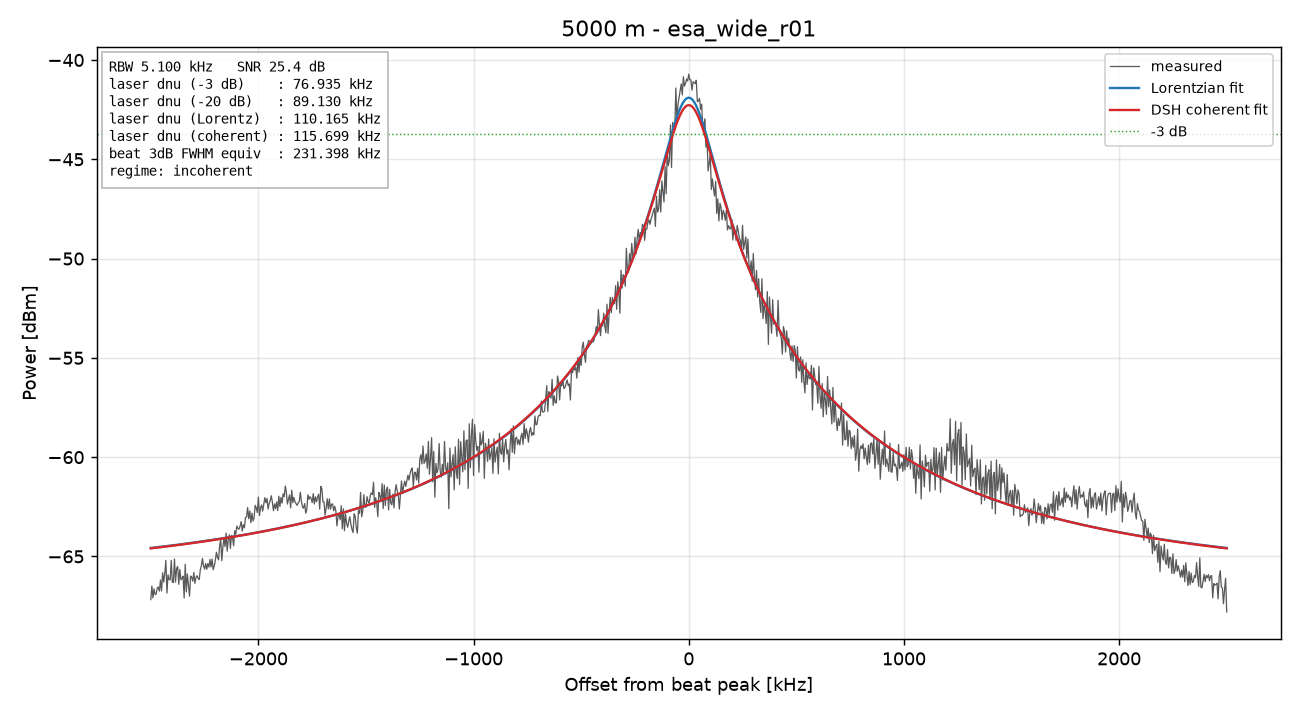 5000 m - esa_wide_r01
RBW 5.100 kHz   SNR 25.4 dB
laser dnu (-3 dB)    : 76.935 kHz
laser dnu (-20 dB)   : 89.130 kHz
laser dnu (Lorentz)  : 110.165 kHz
laser dnu (coherent) : 115.699 kHz
beat 3dB FWHM equiv  : 231.398 kHz
regime: incoherent
measured
Lorentzian fit
DSH coherent fit
-3 dB
Power [dBm]
−40
−45
−50
−55
−60
−65
−2000
−1000
0
1000
2000
Offset from beat peak [kHz]